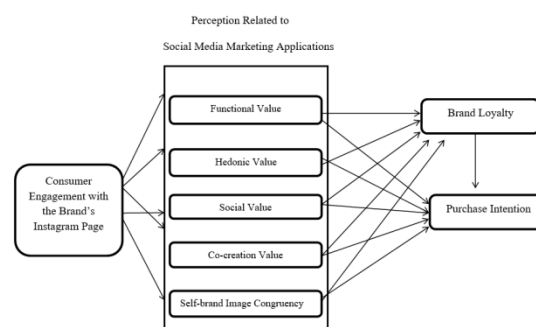 Perception Related to
Social Media Marketing Applications
Functional Value
Hedonic Value
Social Value
Co-creation Value
Self-brand Image Congruency
Consumer
Engagement with
the Brand's
Instagram Page
Brand Loyalty
Purchase Intention